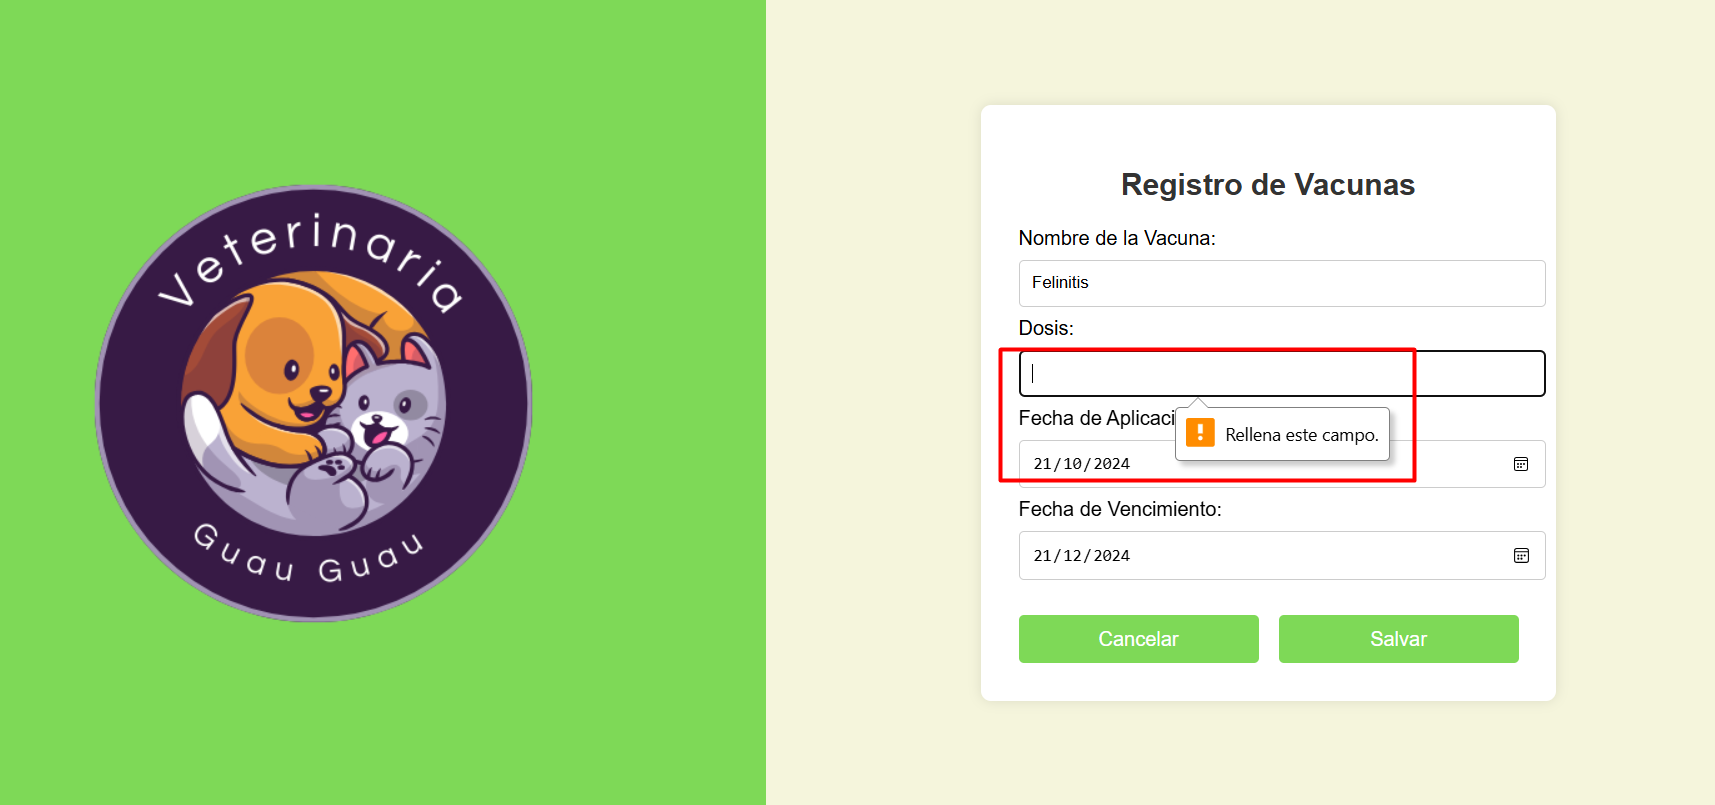 Veterinaria
Guau Guau
Registro de Vacunas
Nombre de la Vacuna:
Felinitis
Dosis:
Fecha de Aplicaci
Rellena este campo.
21/10/2024
Fecha de Vencimiento:
21/12/2024
Cancelar
Salvar